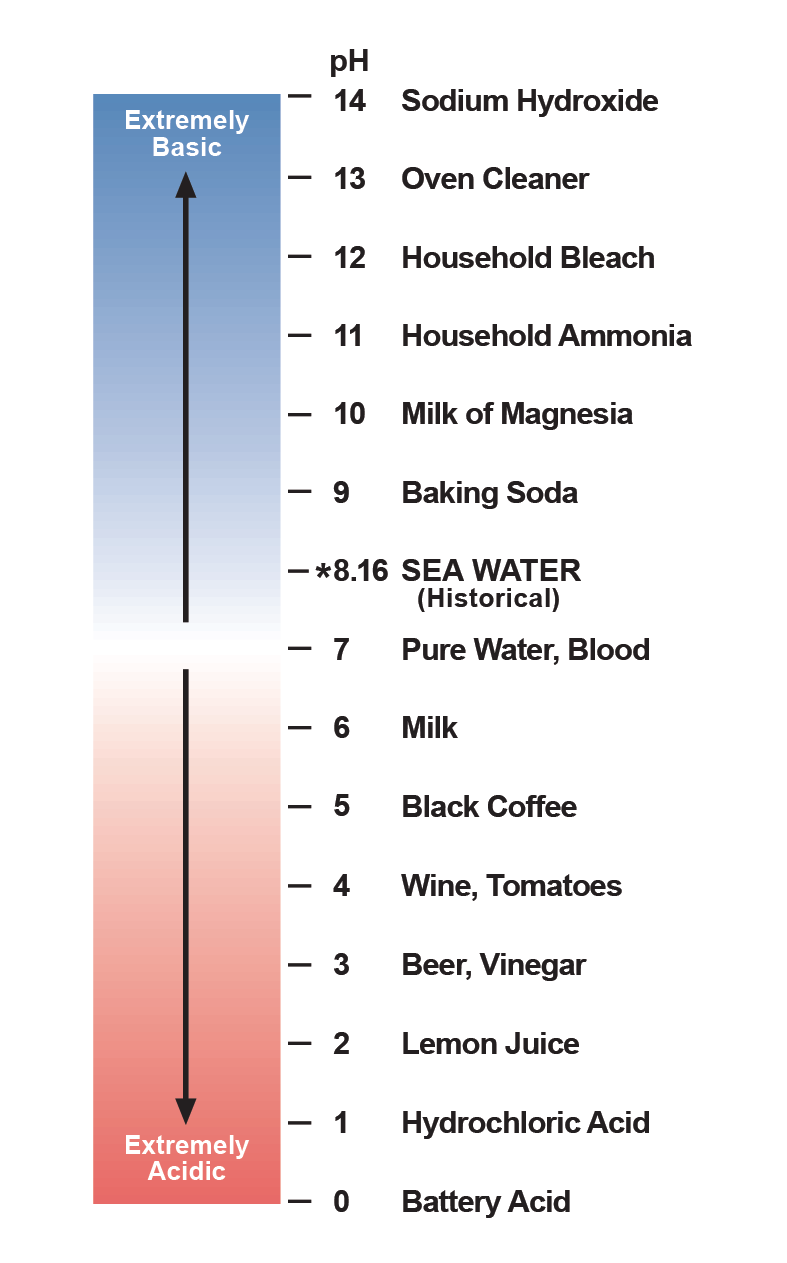 pH
Extremely
Basic
14 Sodium Hydroxide
13 Oven Cleaner
12 Household Bleach
11 Household Ammonia
10 Milk of Magnesia
9 Baking Soda
*8.16 SEA WATER
(Historical)
7 Pure Water, Blood
6 Milk
5 Black Coffee
4 Wine, Tomatoes
3 Beer, Vinegar
2 Lemon Juice
1 Hydrochloric Acid
Extremely
Acidic
0 Battery Acid